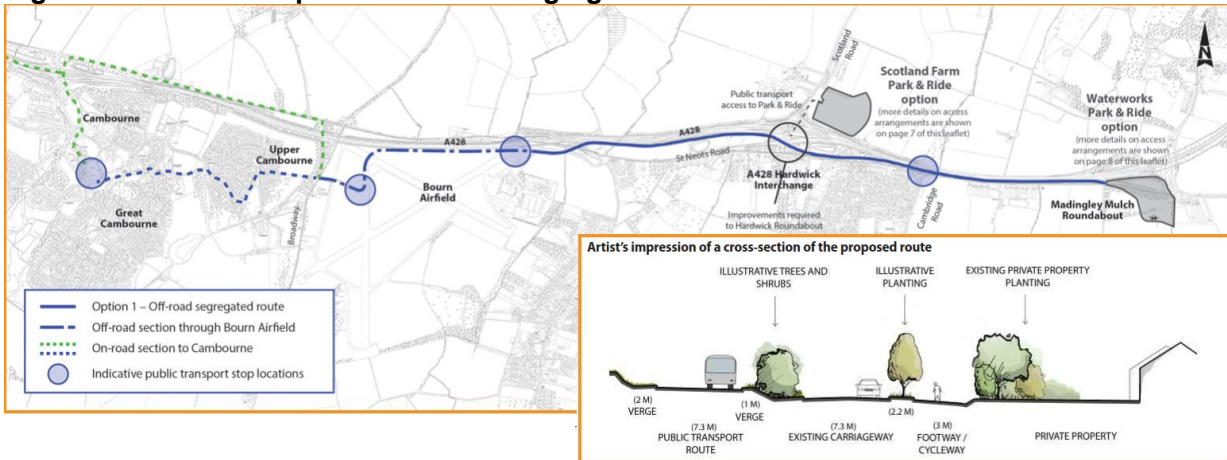 N
Scotland Road
Scotland Farm
Park & Ride
option
(more details on access
arrangements are shown
on page 7 of this leaflet)
Public transport
access to Park & Ride
Waterworks
Park & Ride
option
(more details on access
arrangements are shown
on page 8 of this leaflet)
Cambourne
Upper
Cambourne
A428
A428
St Neots Road
Bourn
Airfield
A428 Hardwick
Interchange
Great
Cambourne
Broadway
Improvements required
to Hardwick Roundabout
Cambridge
Road
Madingley Mulch
Roundabout
Option 1 – Off-road segregated route
Off-road section through Bourn Airfield
On-road section to Cambourne
Indicative public transport stop locations
Artist's impression of a cross-section of the proposed route
ILLUSTRATIVE TREES AND
SHRUBS
ILLUSTRATIVE
PLANTING
EXISTING PRIVATE PROPERTY
PLANTING
(2 M)
VERGE
(1 M)
VERGE
(2.2 M)
(7.3 M)
PUBLIC TRANSPORT
ROUTE
(7.3 M)
EXISTING CARRIAGEWAY
(3 M)
FOOTWAY /
CYCLEWAY
PRIVATE PROPERTY